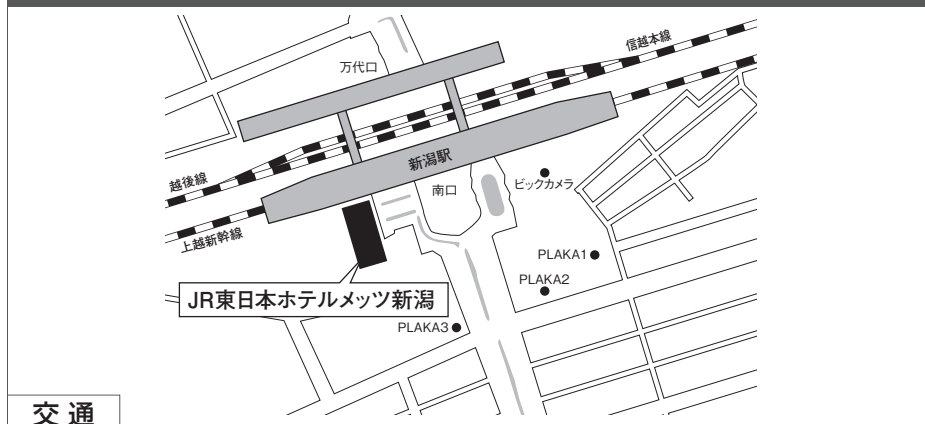 信越本線
万代口
新潟駅
越後線
南口
ビックカメラ
上越新幹線
PLAKA1
PLAKA2
JR東日本ホテルメッツ新潟
PLAKA3
交通